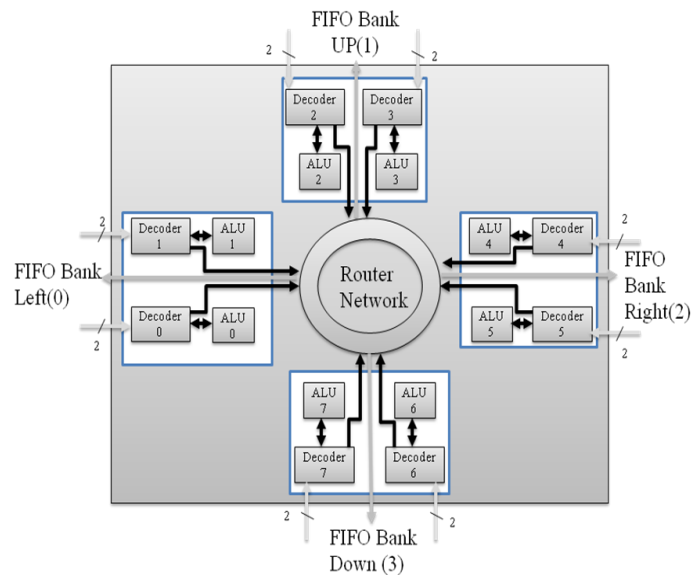 FIFO Bank
UP(1)
2
2
Decoder
2
Decoder
3
ALU
2
ALU
3
2
Decoder
1
ALU
1
ALU
4
Decoder
4
2
FIFO Bank
Left(0)
Router
Network
FIFO
Bank
Right(2)
Decoder
0
ALU
0
ALU
5
Decoder
5
2
2
ALU
7
ALU
6
Decoder
7
Decoder
6
2
2
FIFO Bank
Down (3)